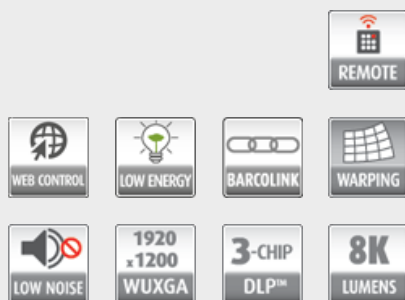 REMOTE
WEB CONTROL
LOW ENERGY
BARCOLINK
WARPING
LOW NOISE
1920
x1200
WUXGA
3-CHIP
DLP™
8K
LUMENS